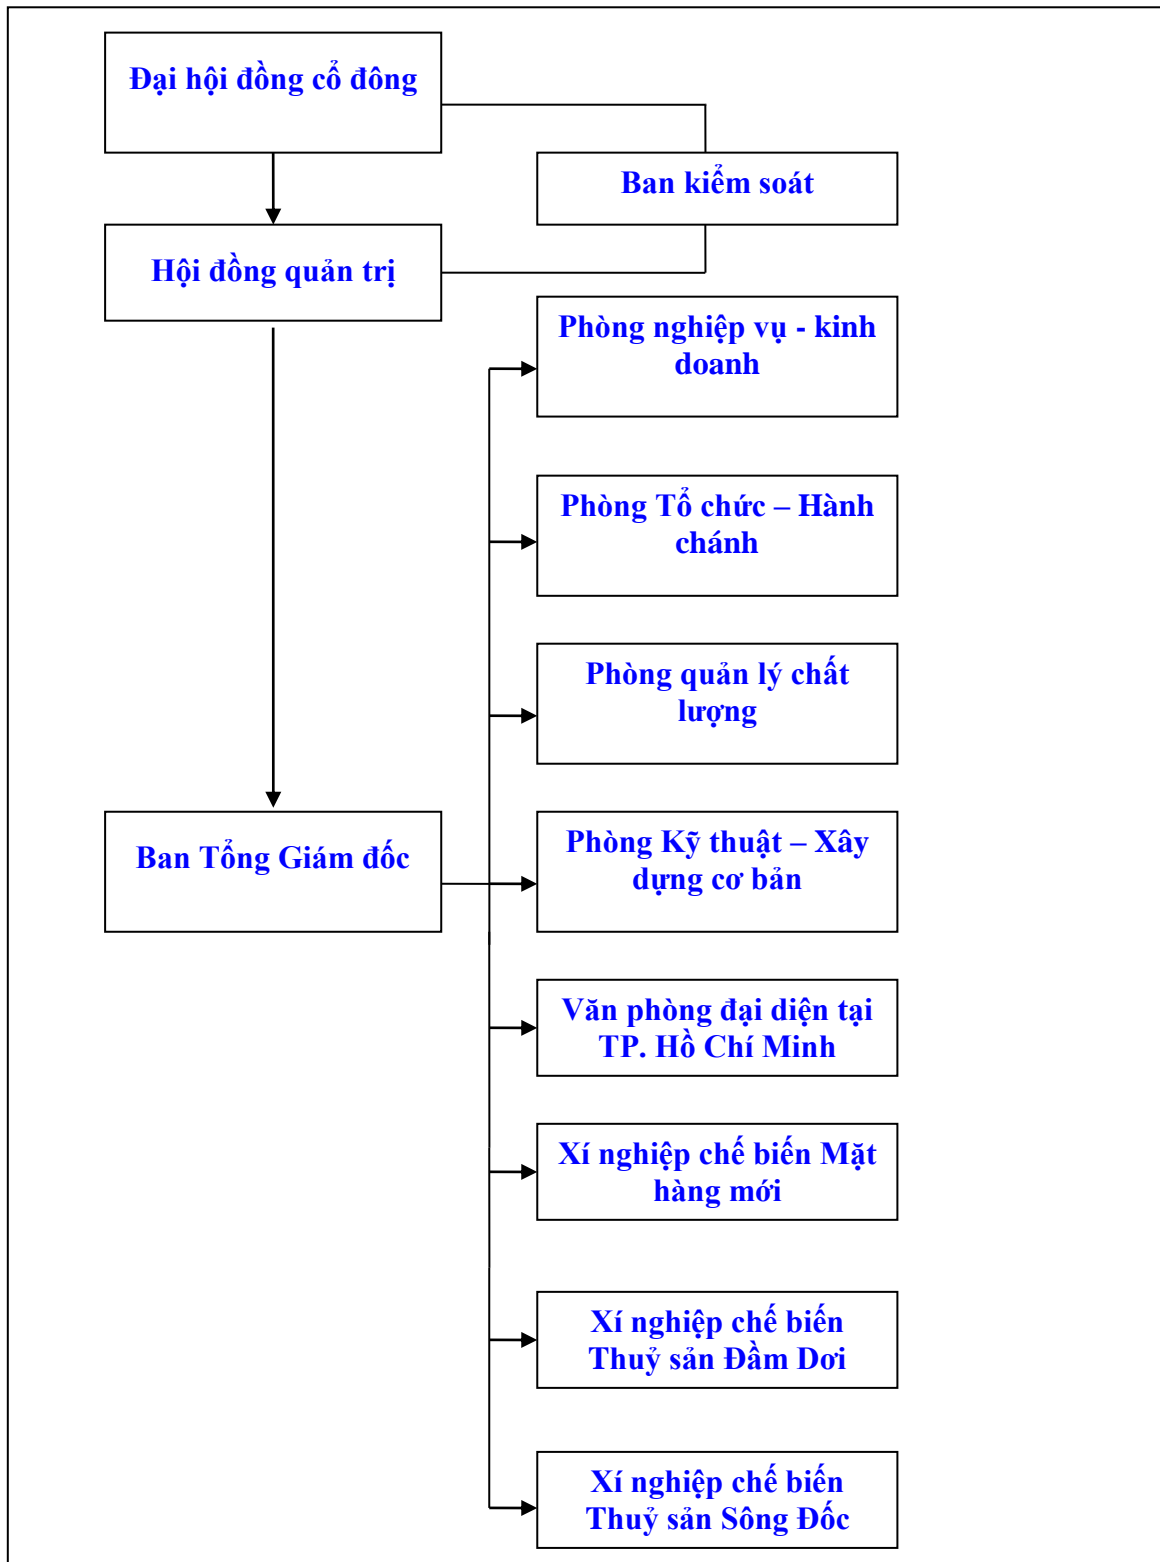 Đại hội đồng cổ đông
Ban kiểm soát
Hội đồng quản trị
Phòng nghiệp vụ - kinh
doanh
Phòng Tổ chức – Hành
chánh
Phòng quản lý chất
lượng
Ban Tổng Giám đốc
Phòng Kỹ thuật – Xây
dựng cơ bản
Văn phòng đại diện tại
TP. Hồ Chí Minh
Xí nghiệp chế biến Mặt
hàng mới
Xí nghiệp chế biến
Thuỷ sản Đầm Dơi
Xí nghiệp chế biến
Thuỷ sản Sông Đốc